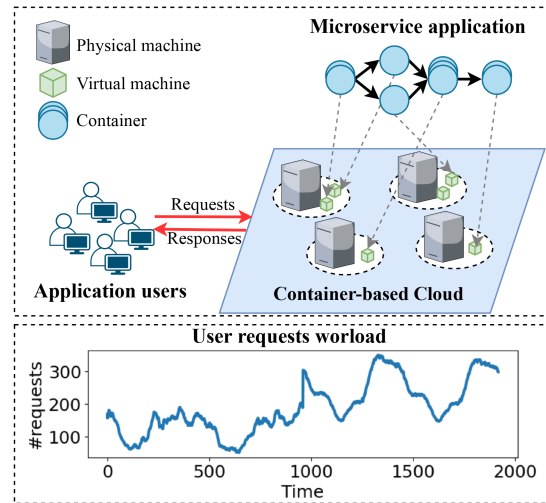 Physical machine
Virtual machine
Container
Microservice application
Requests
Responses
Application users
Container-based Cloud
User requests worload
#requests
300
200
100
0
500
1000
1500
2000
Time